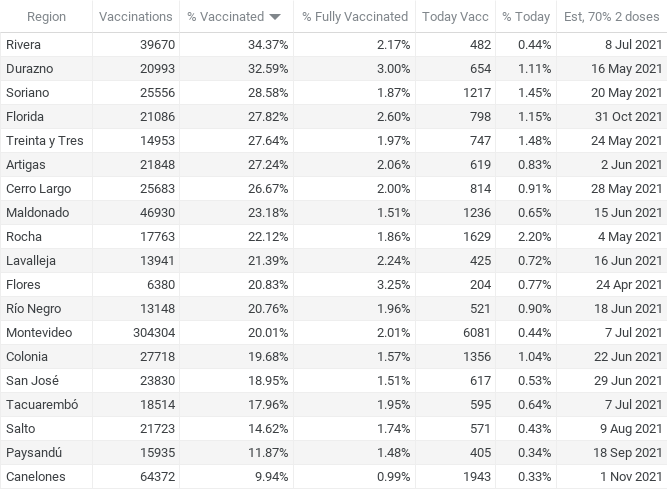 Region Vaccinations % Vaccinated % Fully Vaccinated Today Vacc % Today Est, 70% 2 doses
Rivera 39670 34.37% 2.17% 482 0.44% 8 Jul 2021
Durazno 20993 32.59% 3.00% 654 1.11% 16 May 2021
Soriano 25556 28.58% 1.87% 1217 1.45% 20 May 2021
Florida 21086 27.82% 2.60% 798 1.15% 31 Oct 2021
Treinta y Tres 14953 27.64% 1.97% 747 1.48% 24 May 2021
Artigas 21848 27.24% 2.06% 619 0.83% 2 Jun 2021
Cerro Largo 25683 26.67% 2.00% 814 0.91% 28 May 2021
Maldonado 46930 23.18% 1.51% 1236 0.65% 15 Jun 2021
Rocha 17763 22.12% 1.86% 1629 2.20% 4 May 2021
Lavalleja 13941 21.39% 2.24% 425 0.72% 16 Jun 2021
Flores 6380 20.83% 3.25% 204 0.77% 24 Apr 2021
Río Negro 13148 20.76% 1.96% 521 0.90% 18 Jun 2021
Montevideo 304304 20.01% 2.01% 6081 0.44% 7 Jul 2021
Colonia 27718 19.68% 1.57% 1356 1.04% 22 Jun 2021
San José 23830 18.95% 1.51% 617 0.53% 29 Jun 2021
Tacuarembó 18514 17.96% 1.95% 595 0.64% 7 Jul 2021
Salto 21723 14.62% 1.74% 571 0.43% 9 Aug 2021
Paysandú 15935 11.87% 1.48% 405 0.34% 18 Sep 2021
Canelones 64372 9.94% 0.99% 1943 0.33% 1 Nov 2021